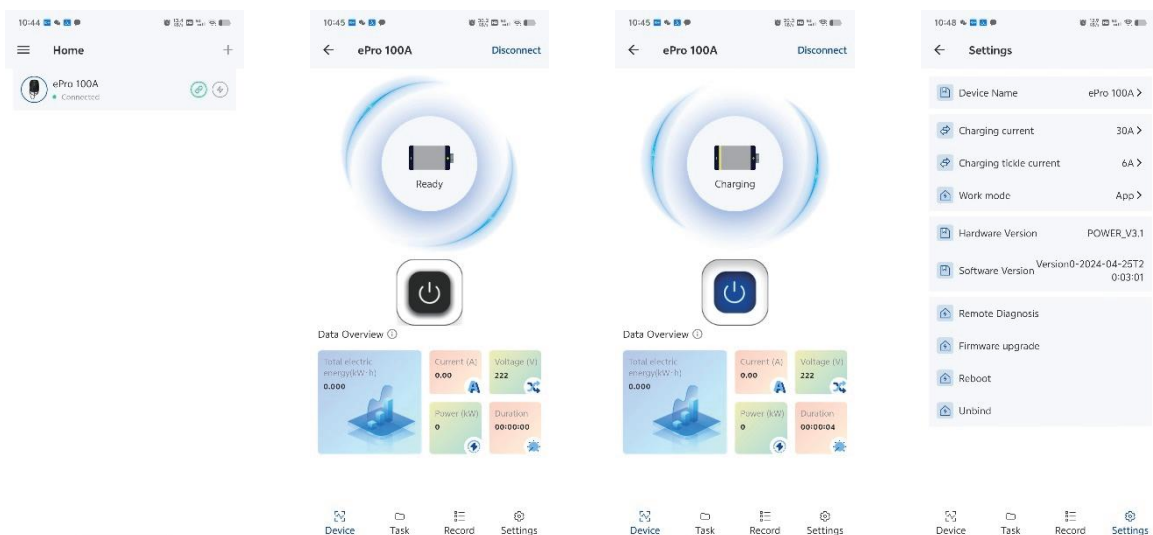 10:44
Home
ePro 100A
Connected
10:45
ePro 100A
Disconnect
Ready
Data Overview
Total electric
energy(kW·h)
0.000
Current (A)
0.00
Voltage (V)
222
Power (kW)
0
Duration
00:00:00
Device
Task
Record
Settings
10:45
ePro 100A
Disconnect
Charging
Data Overview
Total electric
energy(kW·h)
0.000
Current (A)
0.00
Voltage (V)
222
Power (kW)
0
Duration
00:00:04
Device
Task
Record
Settings
10:48
Settings
Device Name ePro 100A
Charging current 30A
Charging tickle current 6A
Work mode App
Hardware Version POWER_V3.1
Software Version Version0-2024-04-25T2
0:03:01
Remote Diagnosis
Firmware upgrade
Reboot
Unbind
Device
Task
Record
Settings